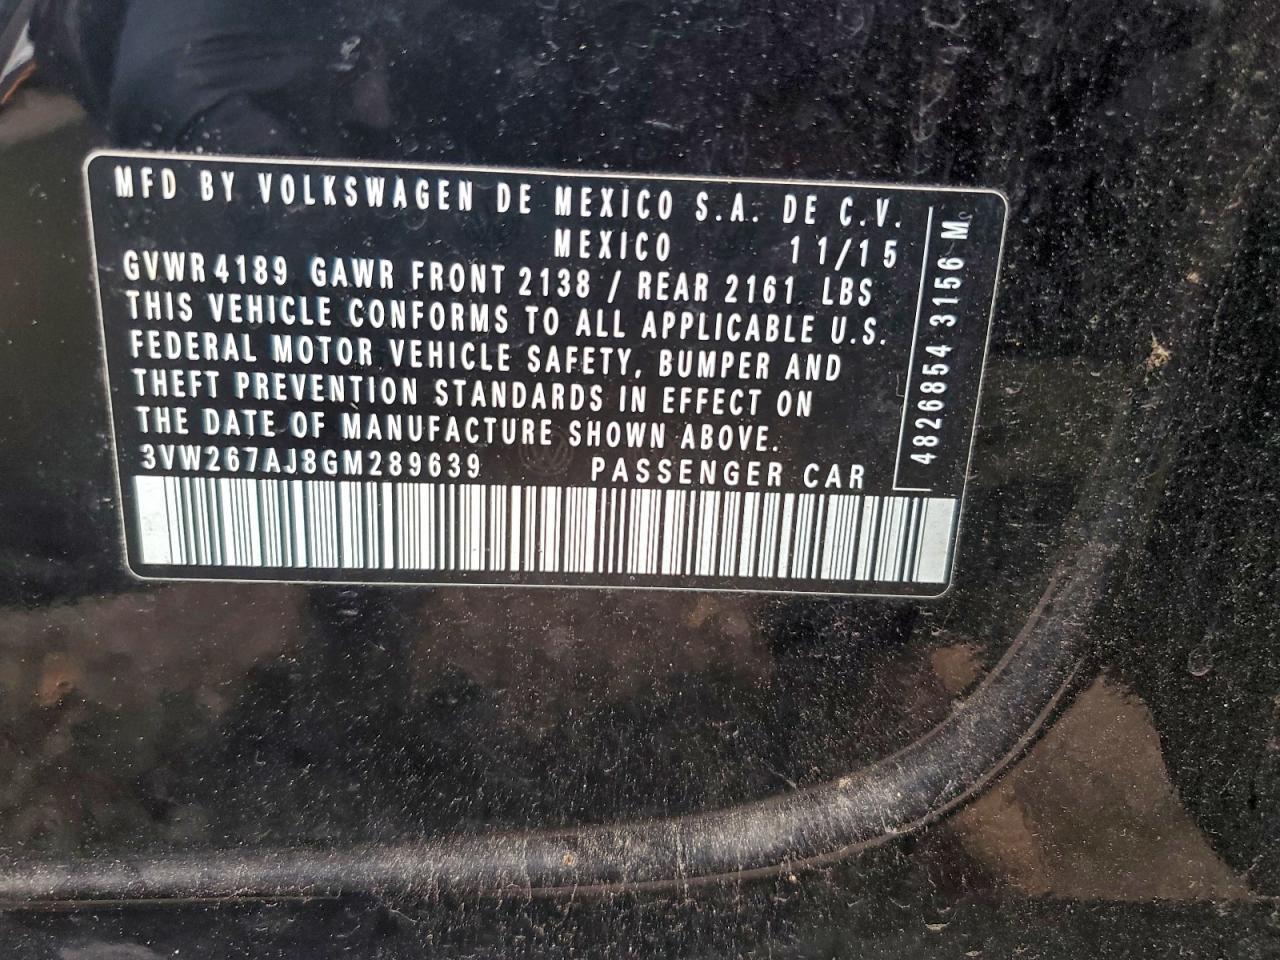 MFD BY VOLKSWAGEN DE MEXICO S.A. DE C.V.
MEXICO 11/15
GVWR 4189 GAWR FRONT 2138 / REAR 2161 LBS
THIS VEHICLE CONFORMS TO ALL APPLICABLE U.S.
FEDERAL MOTOR VEHICLE SAFETY, BUMPER AND
THEFT PREVENTION STANDARDS IN EFFECT ON
THE DATE OF MANUFACTURE SHOWN ABOVE.
3VW267AJ8GM289639 PASSENGER CAR
4826854 3156 M